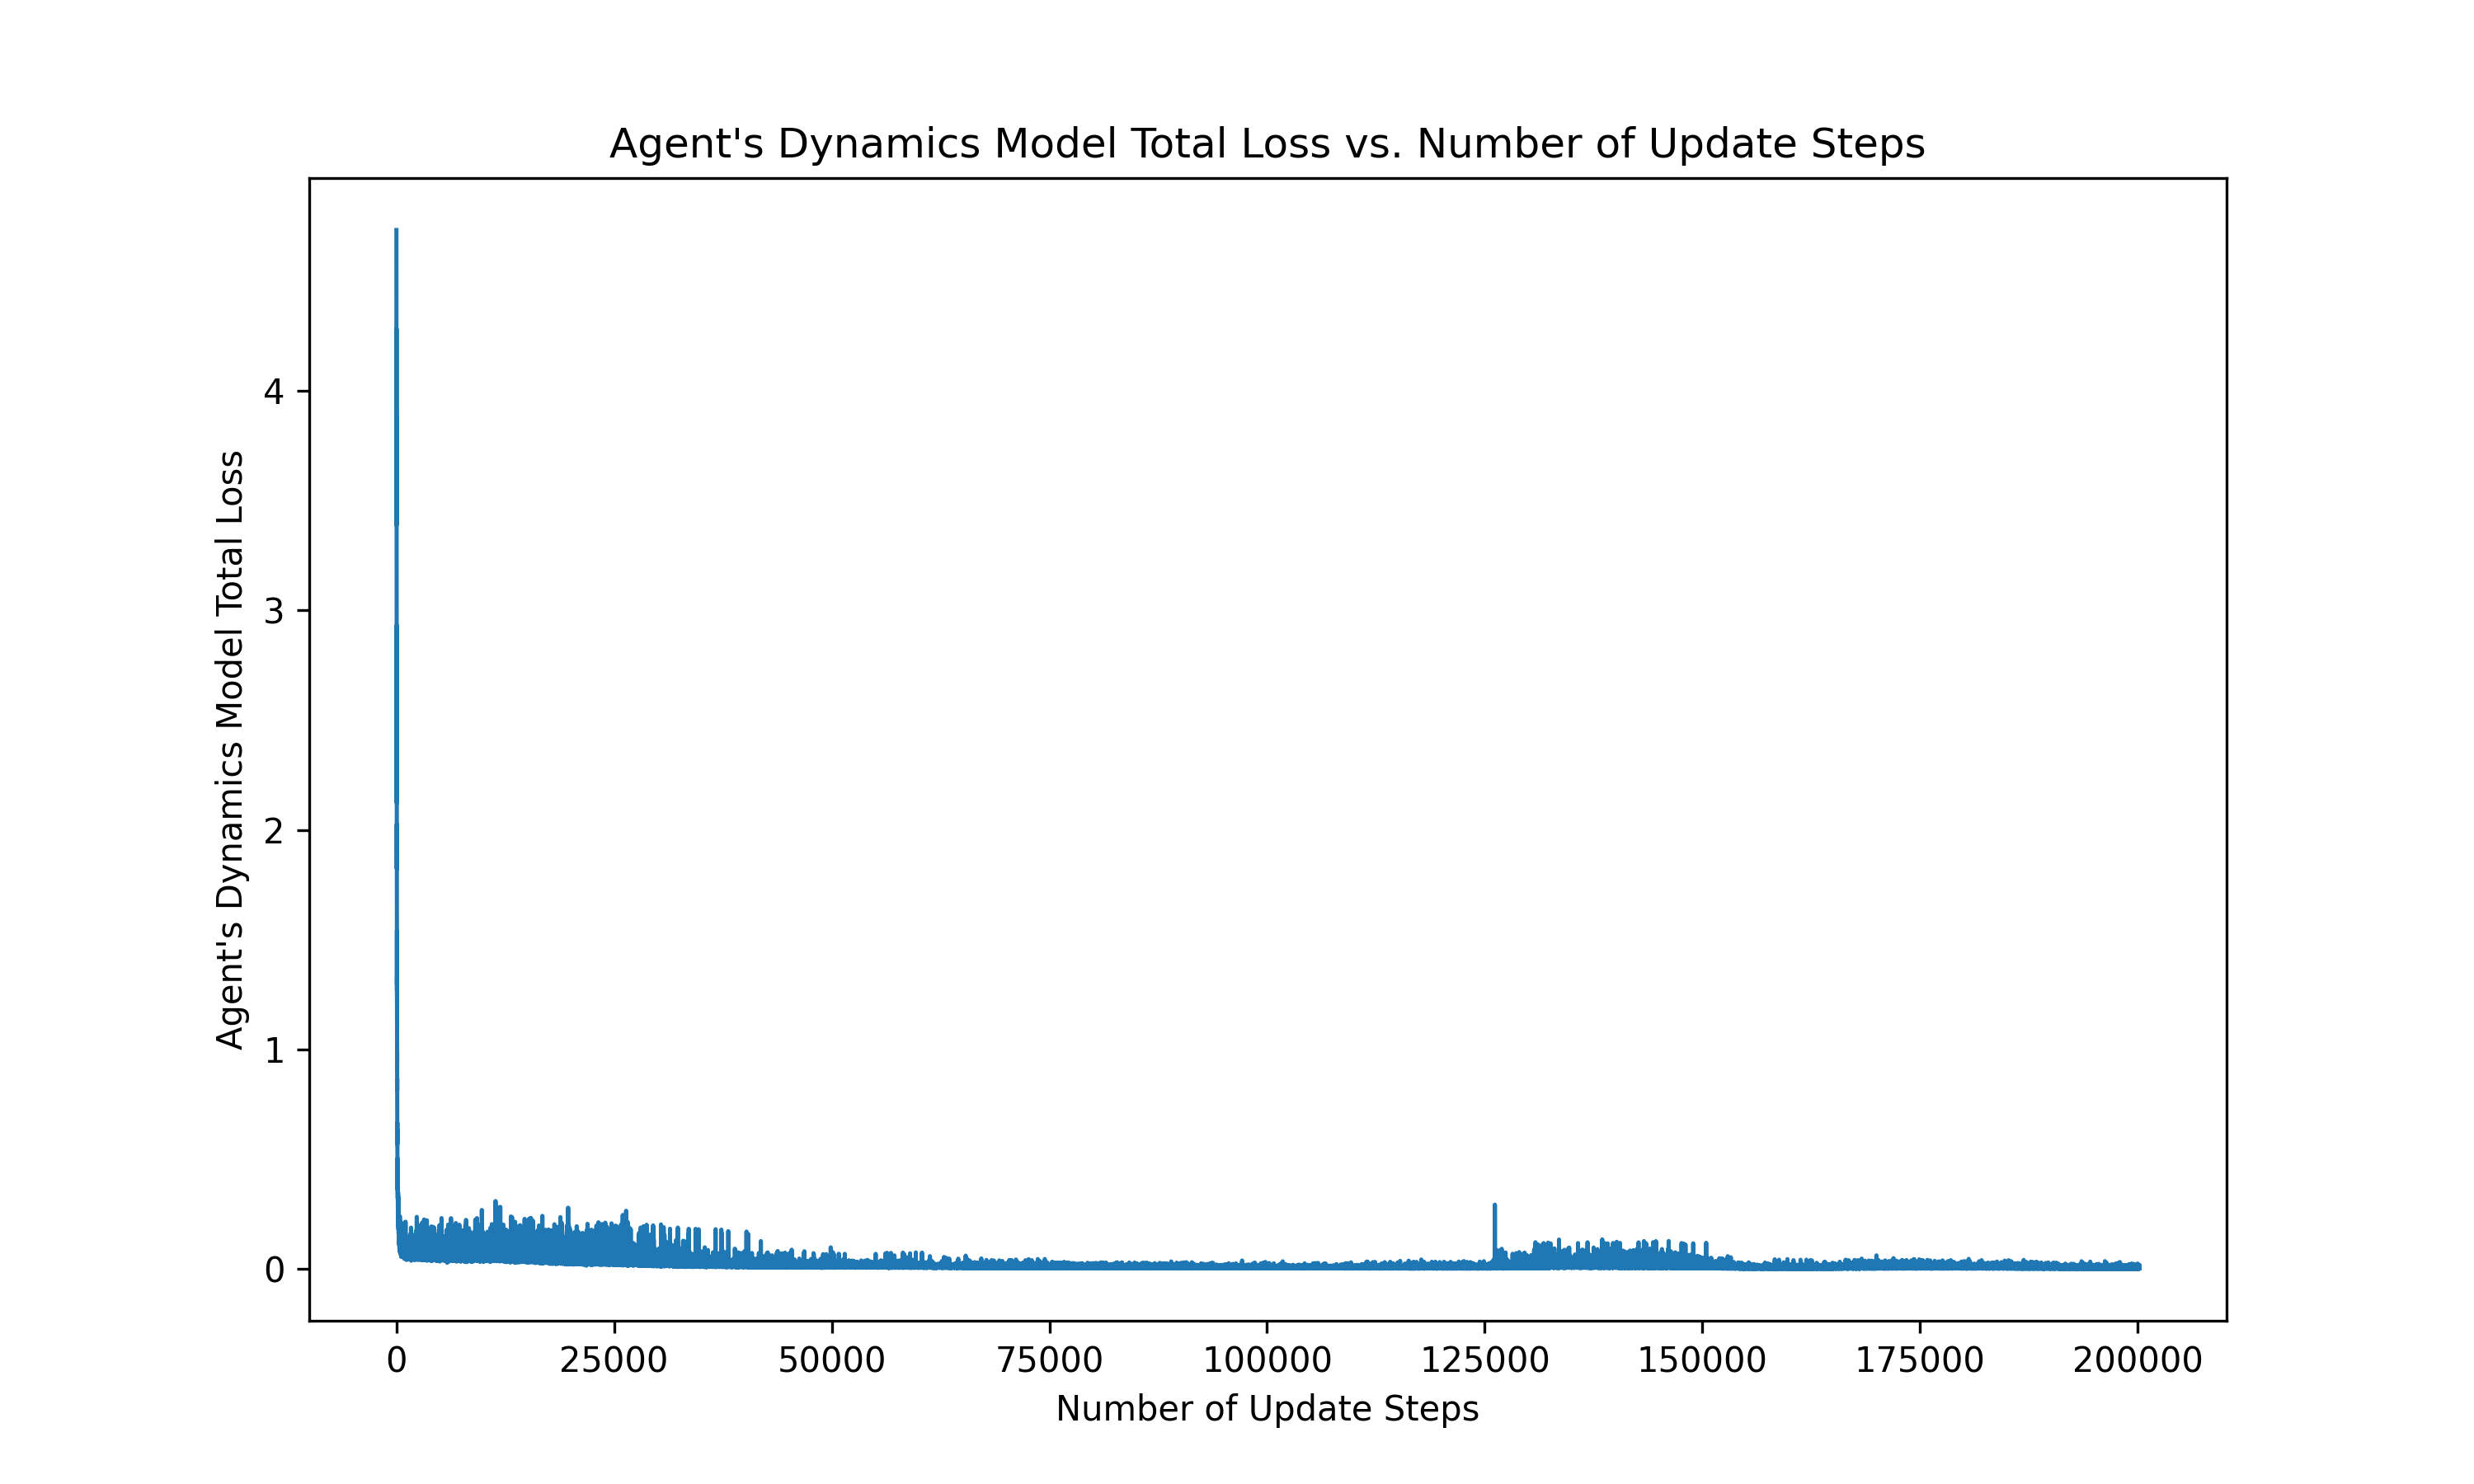 Agent's Dynamics Model Total Loss vs. Number of Update Steps
Agent's Dynamics Model Total Loss
4
3
2
1
0
0 25000 50000 75000 100000 125000 150000 175000 200000
Number of Update Steps